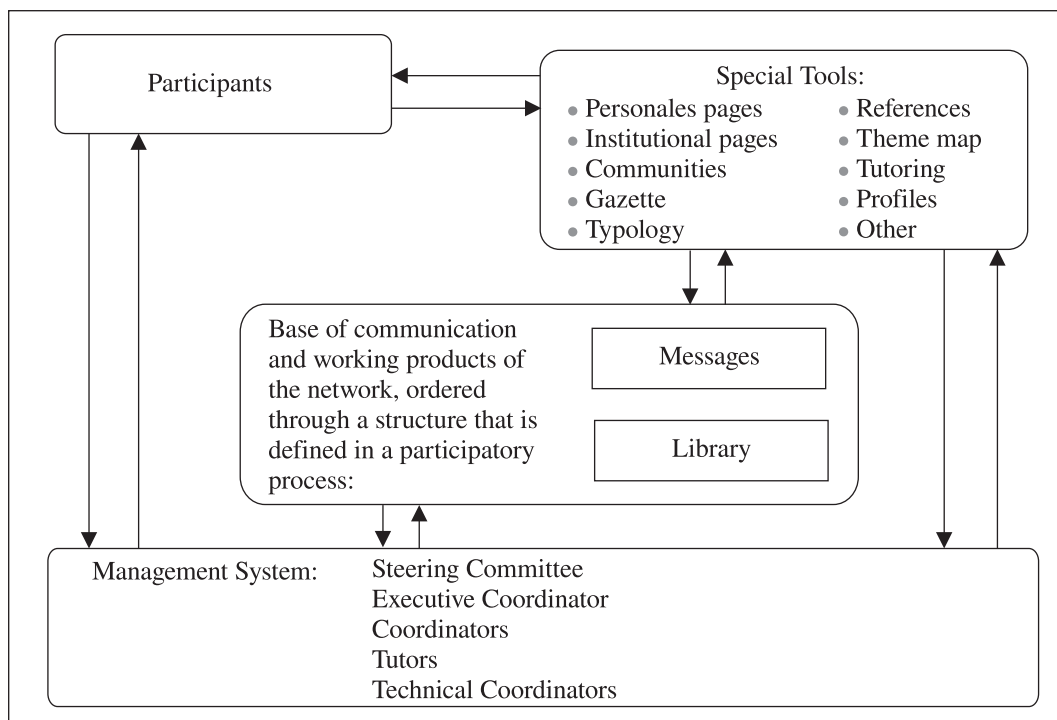 Participants
Special Tools:
• Personales pages
• Institutional pages
• Communities
• Gazette
• Typology
• References
• Theme map
• Tutoring
• Profiles
• Other
Base of communication
and working products of
the network, ordered
through a structure that is
defined in a participatory
process:
Messages
Library
Management System:
Steering Committee
Executive Coordinator
Coordinators
Tutors
Technical Coordinators